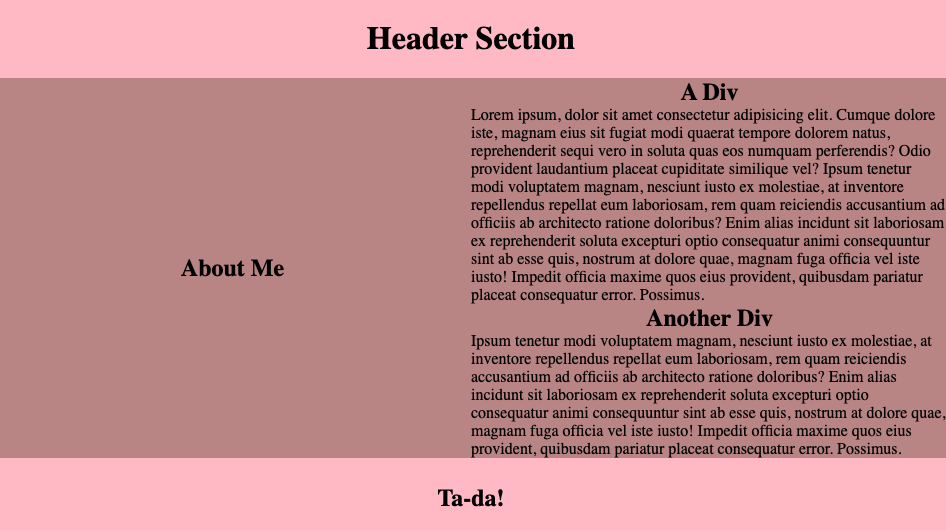 Header Section
About Me
A Div
Lorem ipsum, dolor sit amet consectetur adipisicing elit. Cumque dolore
iste, magnam eius sit fugiat modi quaerat tempore dolorem natus,
reprehenderit sequi vero in soluta quas eos numquam perferendis? Odio
provident laudantium placeat cupiditate similique vel? Ipsum tenetur
modi voluptatem magnam, nesciunt iusto ex molestiae, at inventore
repellendus repellat eum laboriosam, rem quam reiciendis accusantium ad
officiis ab architecto ratione doloribus? Enim alias incidunt sit laboriosam
ex reprehenderit soluta excepturi optio consequatur animi consequuntur
sint ab esse quis, nostrum at dolore quae, magnam fuga officia vel iste
iusto! Impedit officia maxime quos eius provident, quibusdam pariatur
placeat consequatur error. Possimus.
Another Div
Ipsum tenetur modi voluptatem magnam, nesciunt iusto ex molestiae, at
inventore repellendus repellat eum laboriosam, rem quam reiciendis
accusantium ad officiis ab architecto ratione doloribus? Enim alias
incidunt sit laboriosam ex reprehenderit soluta excepturi optio
consequatur animi consequuntur sint ab esse quis, nostrum at dolore quae,
magnam fuga officia vel iste iusto! Impedit officia maxime quos eius
provident, quibusdam pariatur placeat consequatur error. Possimus.
Ta-da!